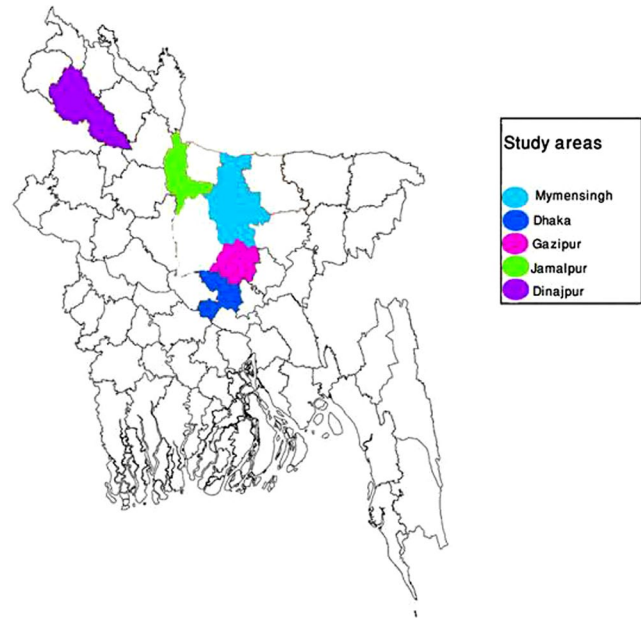 Study areas
Mymensingh
Dhaka
Gazipur
Jamalpur
Dinajpur